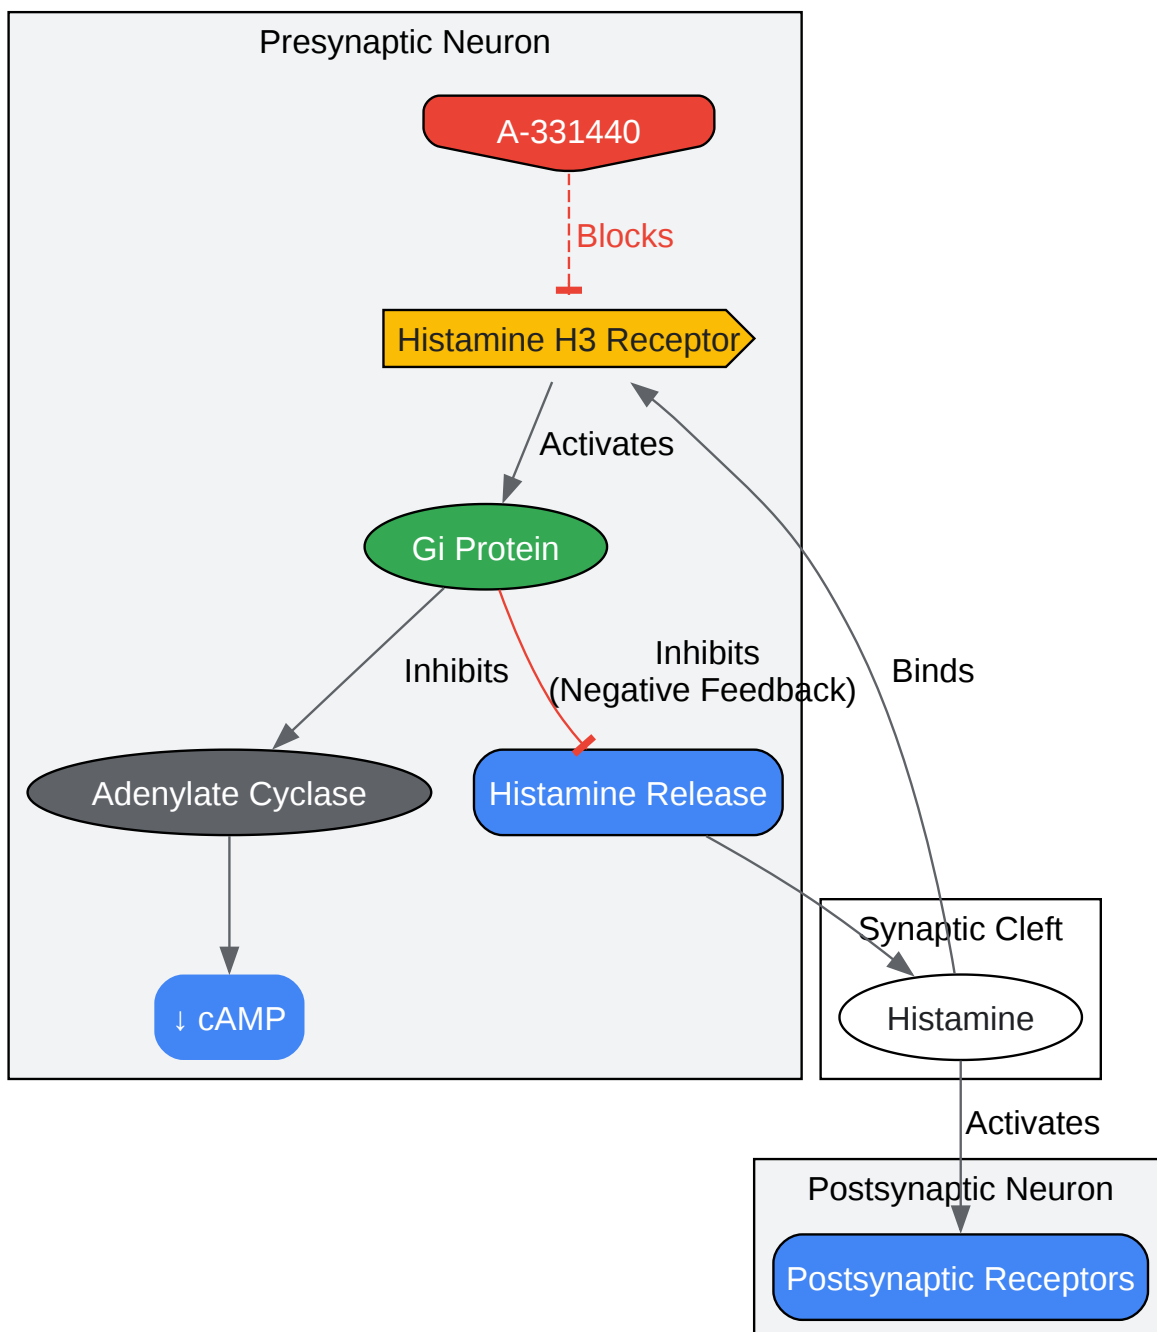 Presynaptic Neuron
A-331440
Blocks
Histamine H3 Receptor
Activates
Gi Protein
Inhibits
Inhibits
(Negative Feedback)
Binds
Adenylate Cyclase
Histamine Release
Synaptic Cleft
↓ cAMP
Histamine
Activates
Postsynaptic Neuron
Postsynaptic Receptors